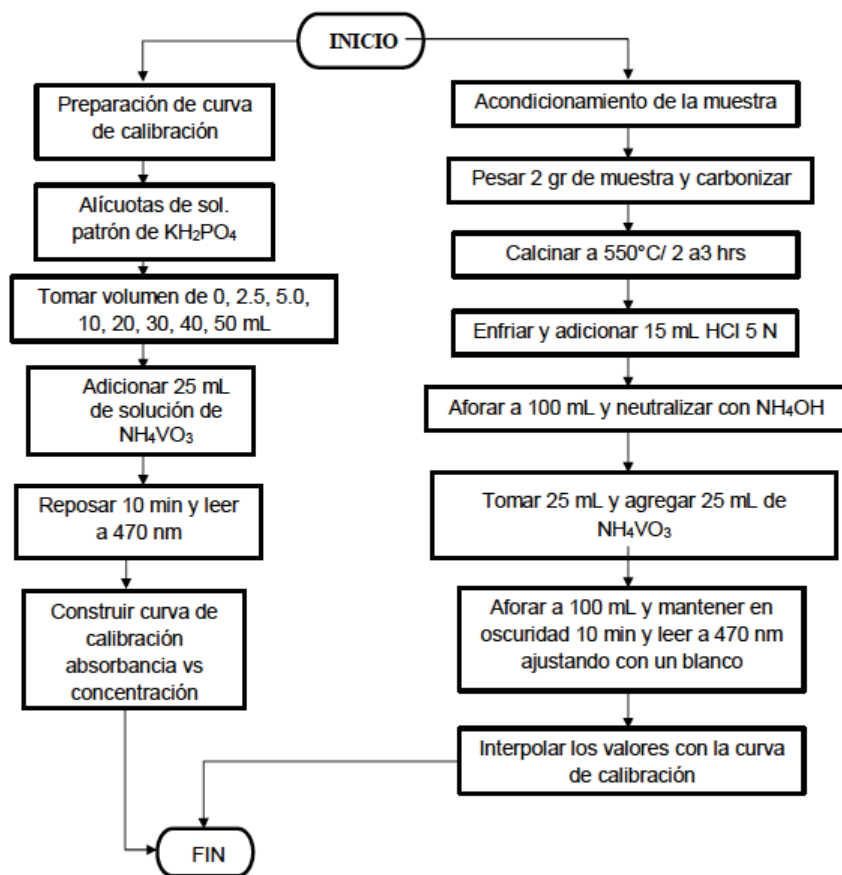 INICIO
Preparación de curva
de calibración
Alícuotas de sol.
patrón de KH₂PO₄
Tomar volumen de 0, 2.5, 5.0,
10, 20, 30, 40, 50 mL
Adicionar 25 mL
de solución de
NH₄VO₃
Reposar 10 min y leer
a 470 nm
Construir curva de
calibración
absorbancia vs
concentración
Acondicionamiento de la muestra
Pesar 2 gr de muestra y carbonizar
Calcinar a 550°C/ 2 a3 hrs
Enfriar y adicionar 15 mL HCl 5 N
Aforar a 100 mL y neutralizar con NH₄OH
Tomar 25 mL y agregar 25 mL de
NH₄VO₃
Aforar a 100 mL y mantener en
oscuridad 10 min y leer a 470 nm
ajustando con un blanco
Interpolar los valores con la curva
de calibración
FIN